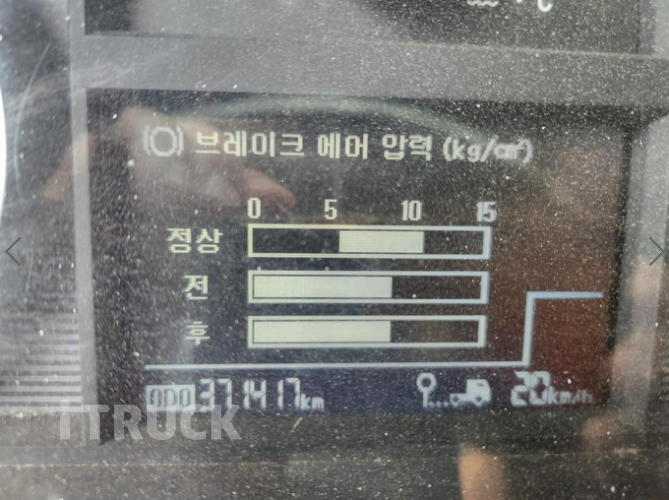 °C
브레이크 에어 압력 (kg/cm²)
0 5 10 15
정상
전
후
ODO 371417km 20km/h
iTRUCK